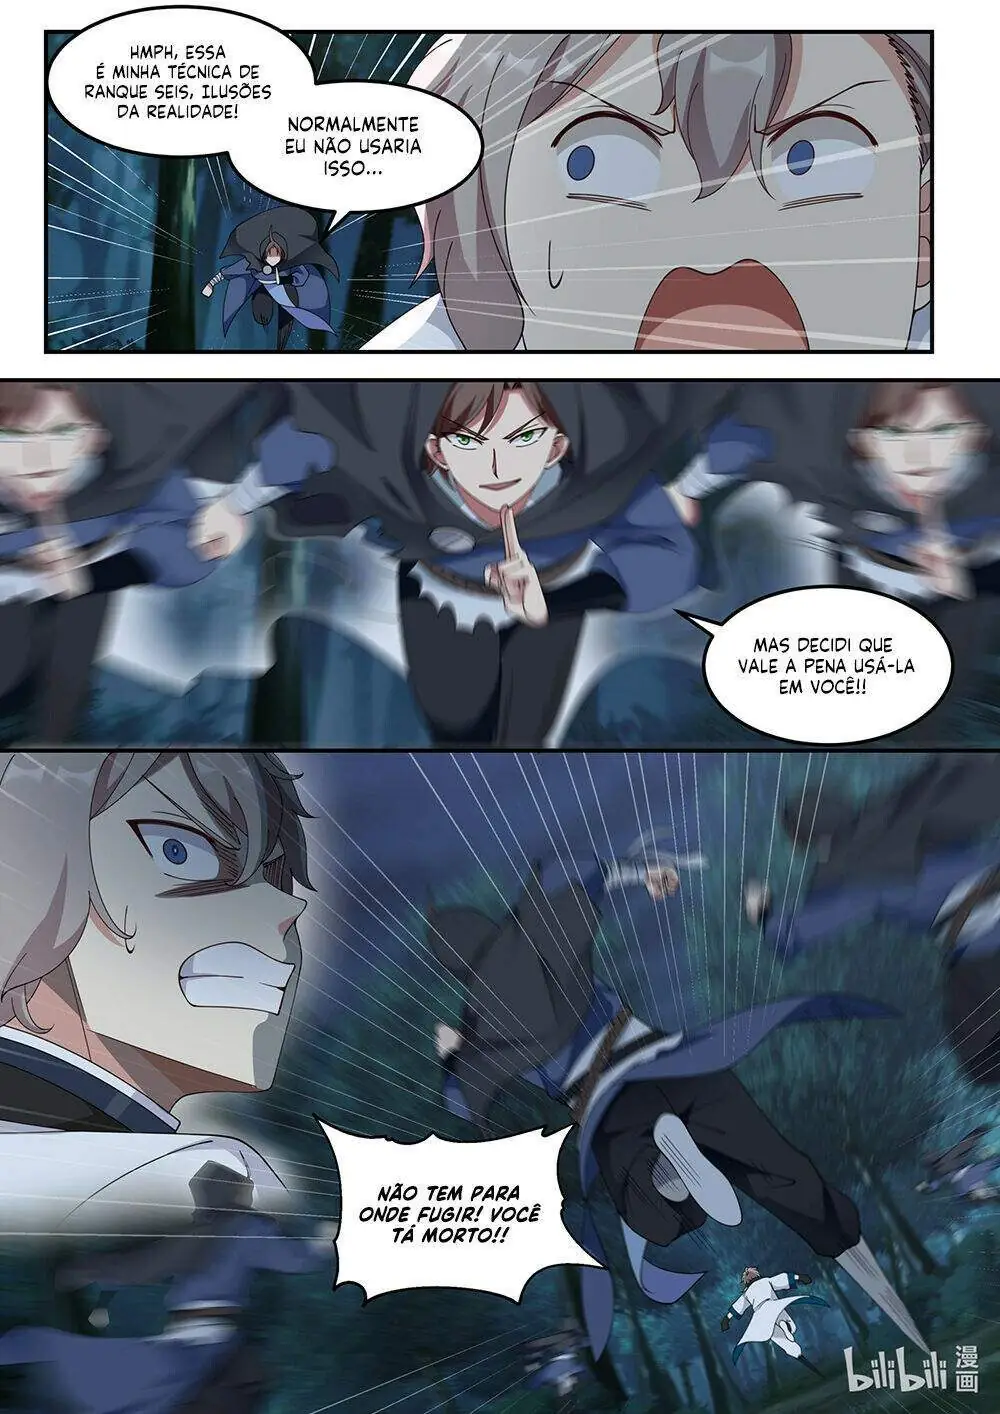 HMPH, ESSA
É MINHA TÉCNICA DE
RANQUE SEIS, ILUSÕES
DA REALIDADE!
NORMALMENTE
EU NÃO USARIA
ISSO...
MAS DECIDI QUE
VALE A PENA USÁ-LA
EM VOCÊ!!
NÃO TEM PARA
ONDE FUGIR! VOCÊ
TÁ MORTO!!
bilibili 漫画